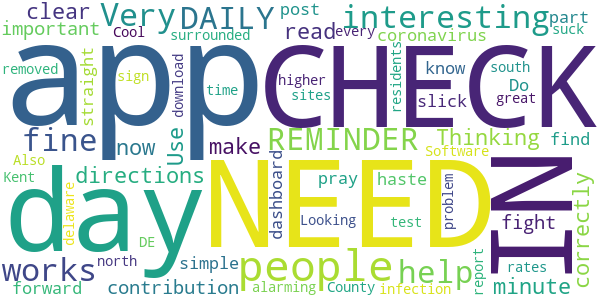 clear Very DAILY post interesting
important Cool surrounded read every part
suck
coronavirus
removed straight sign download time higher sites residents know south Do
app CHECK
slick great
fine now Use make REMINDER Thinking find
Also directions haste Software
Kent delaware dashboard pray problem
day NEED IN
DE Looking test fight correctly
works north simple people help report rates
forward contribution alarming County infection minute